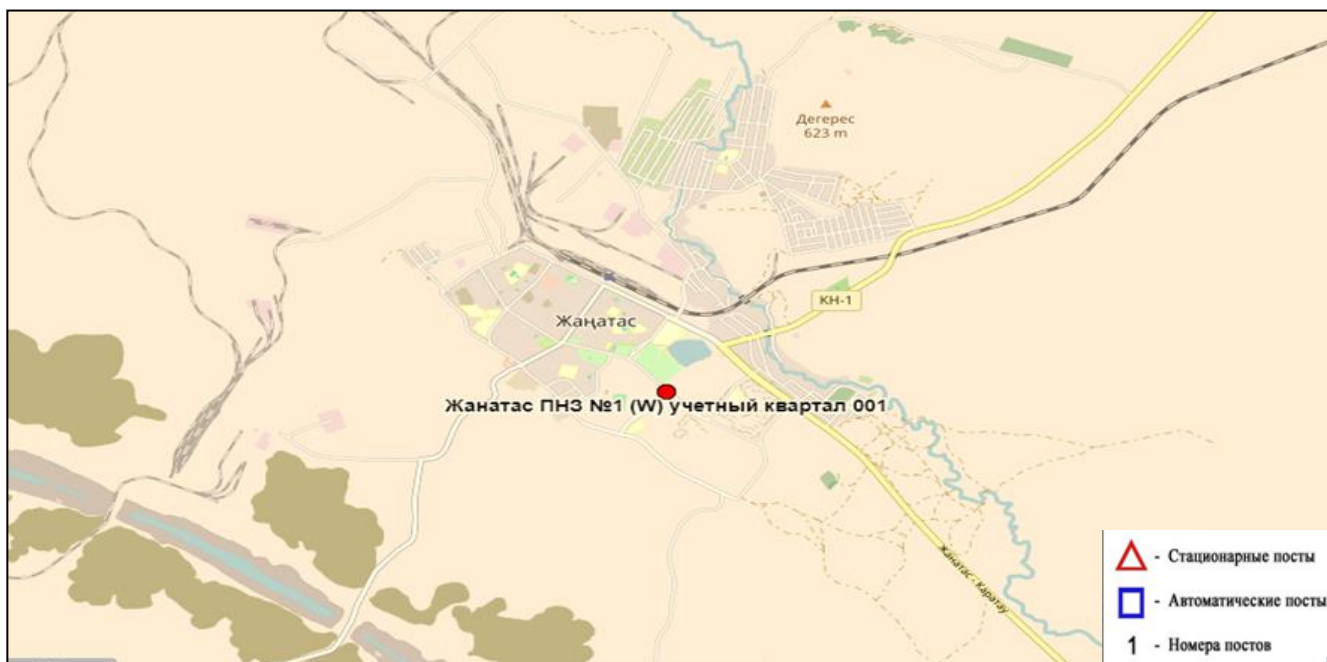 Дегерес
623 m
КН-1
Жаңатас
Жанатас ПНЗ №1 (W) учетный квартал 001
Жанатас - Каратау
- Стационарные посты
- Автоматические посты
1 - Номера постов